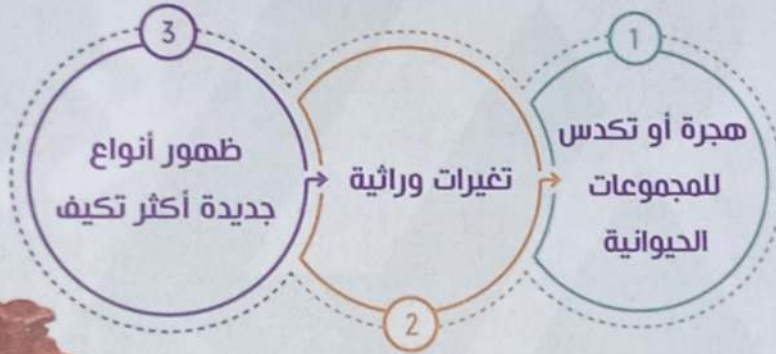 1
هجرة أو تكدس
للمجموعات
الحيوانية
2
تغيرات وراثية
3
ظهور أنواع
جديدة أكثر تكيف